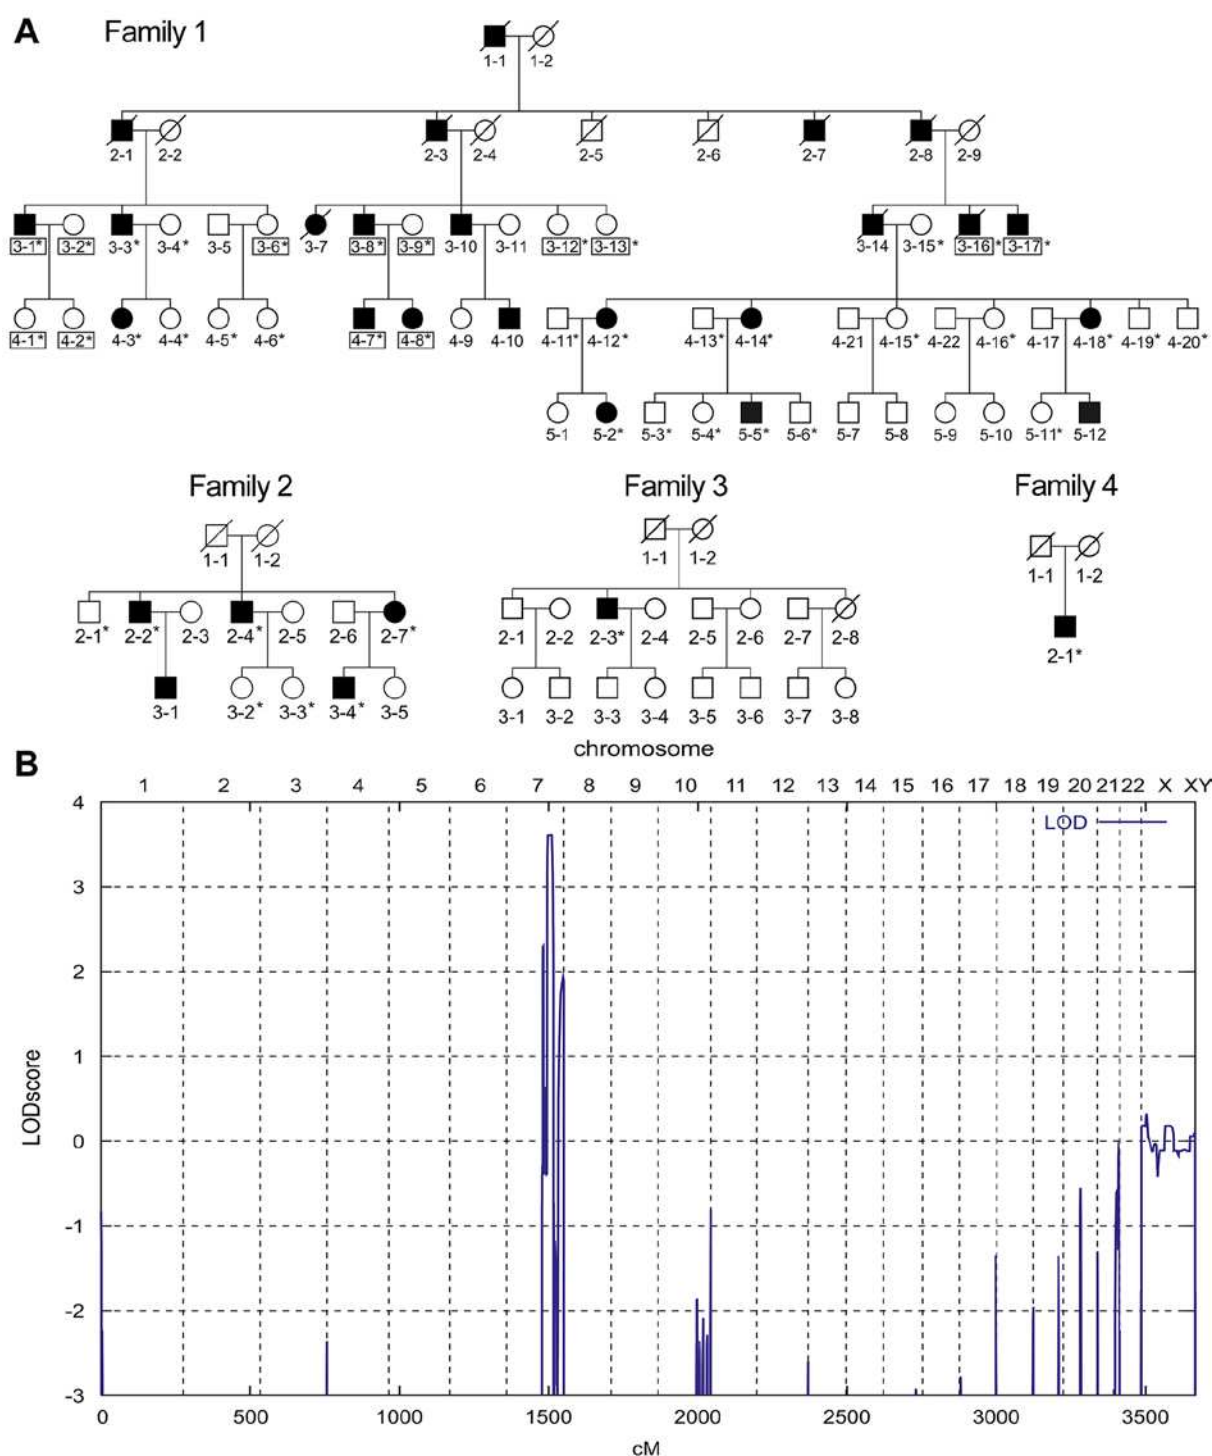 A Family 1
1-1 1-2
2-1 2-2 2-3 2-4 2-5 2-6 2-7 2-8 2-9
3-1* 3-2* 3-3* 3-4* 3-5 3-6* 3-7 3-8* 3-9* 3-10 3-11 3-12* 3-13* 3-14 3-15* 3-16* 3-17*
4-1* 4-2* 4-3* 4-4* 4-5* 4-6* 4-7* 4-8* 4-9 4-10 4-11* 4-12* 4-13* 4-14* 4-21 4-15* 4-22 4-16* 4-17 4-18* 4-19* 4-20*
5-1 5-2* 5-3* 5-4* 5-5* 5-6* 5-7 5-8 5-9 5-10 5-11* 5-12
Family 2
1-1 1-2
2-1* 2-2* 2-3 2-4* 2-5 2-6 2-7*
3-1 3-2* 3-3* 3-4* 3-5
Family 3
1-1 1-2
2-1 2-2 2-3* 2-4 2-5 2-6 2-7 2-8
3-1 3-2 3-3 3-4 3-5 3-6 3-7 3-8
Family 4
1-1 1-2
2-1*
B
chromosome
1 2 3 4 5 6 7 8 9 10 11 12 13 14 15 16 17 18 19 20 21 22 X XY
LOD
LODscore
4
3
2
1
0
-1
-2
-3
0 500 1000 1500 2000 2500 3000 3500
cM